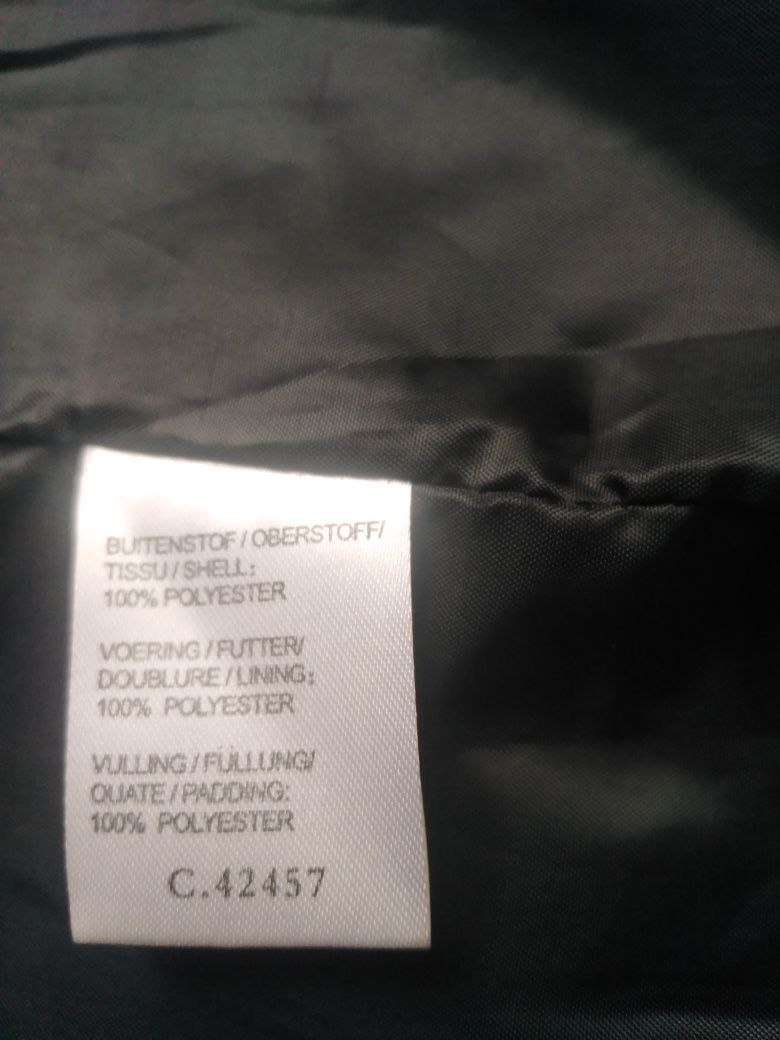 BUITENSTOF/OBERSTOFF/
TISSU/SHELL:
100% POLYESTER
VOERING/FUTTER/
DOUBLURE/LINING:
100% POLYESTER
VULLING/FÜLLUNG/
OUATE/PADDING:
100% POLYESTER
C.42457